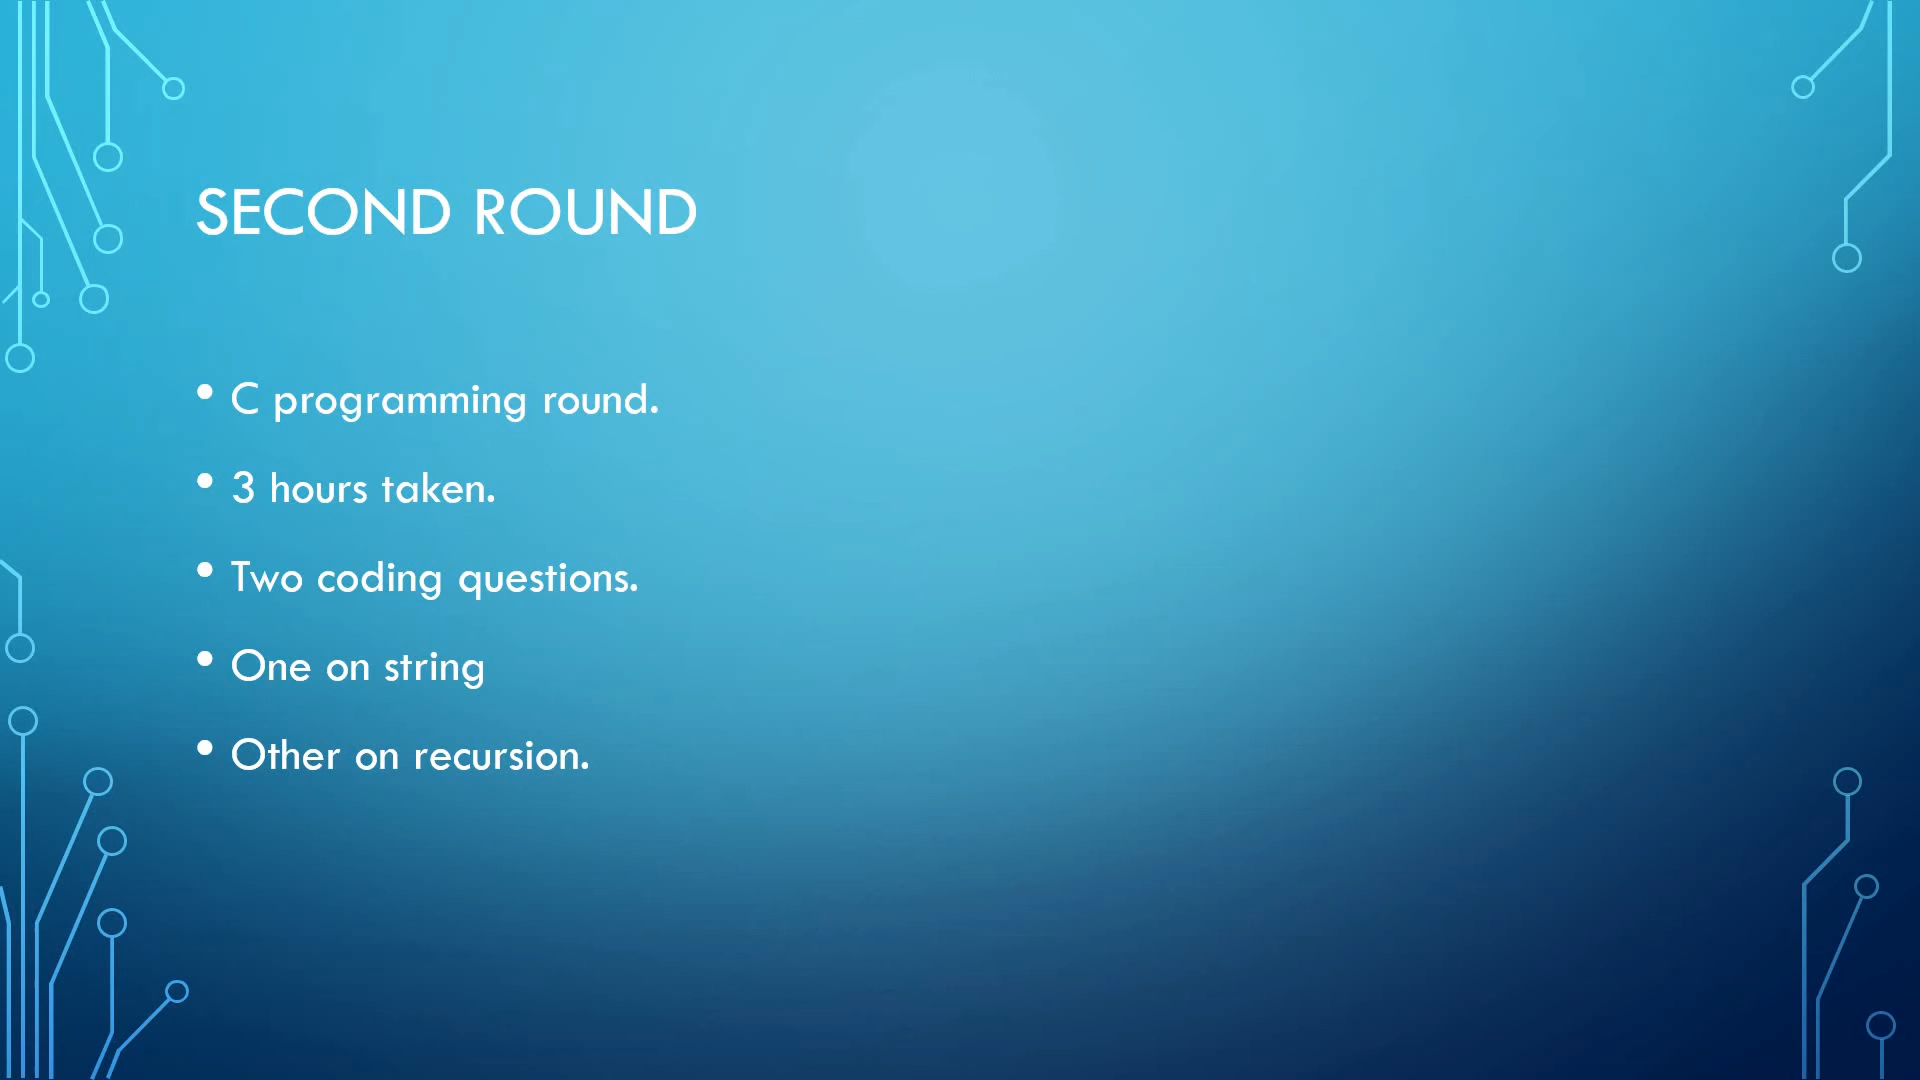 SECOND ROUND
• C programming round.
• 3 hours taken.
• Two coding questions.
• One on string
• Other on recursion.